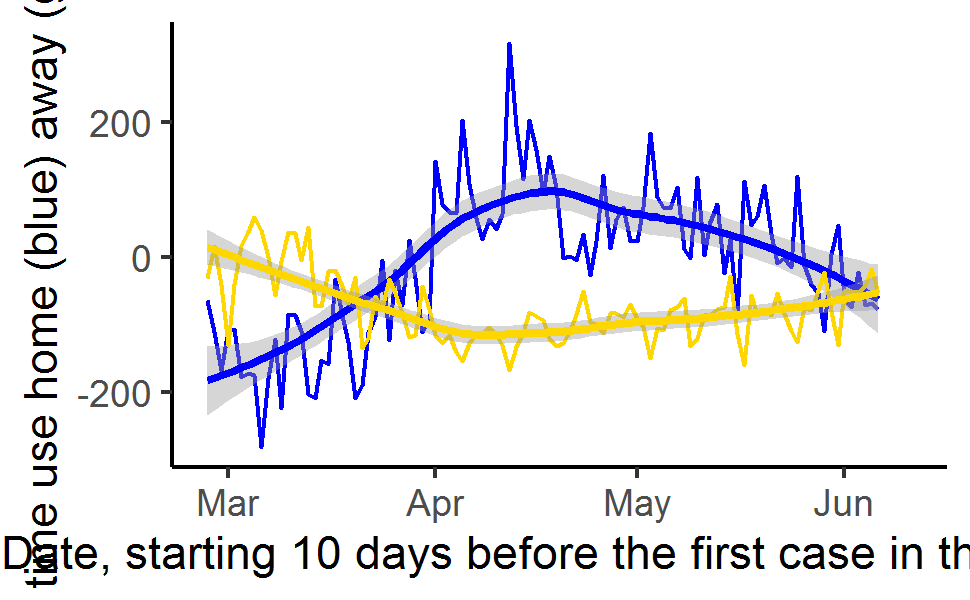 time use home (blue) away (
200
0
-200
Mar Apr May Jun
Date, starting 10 days before the first case in th